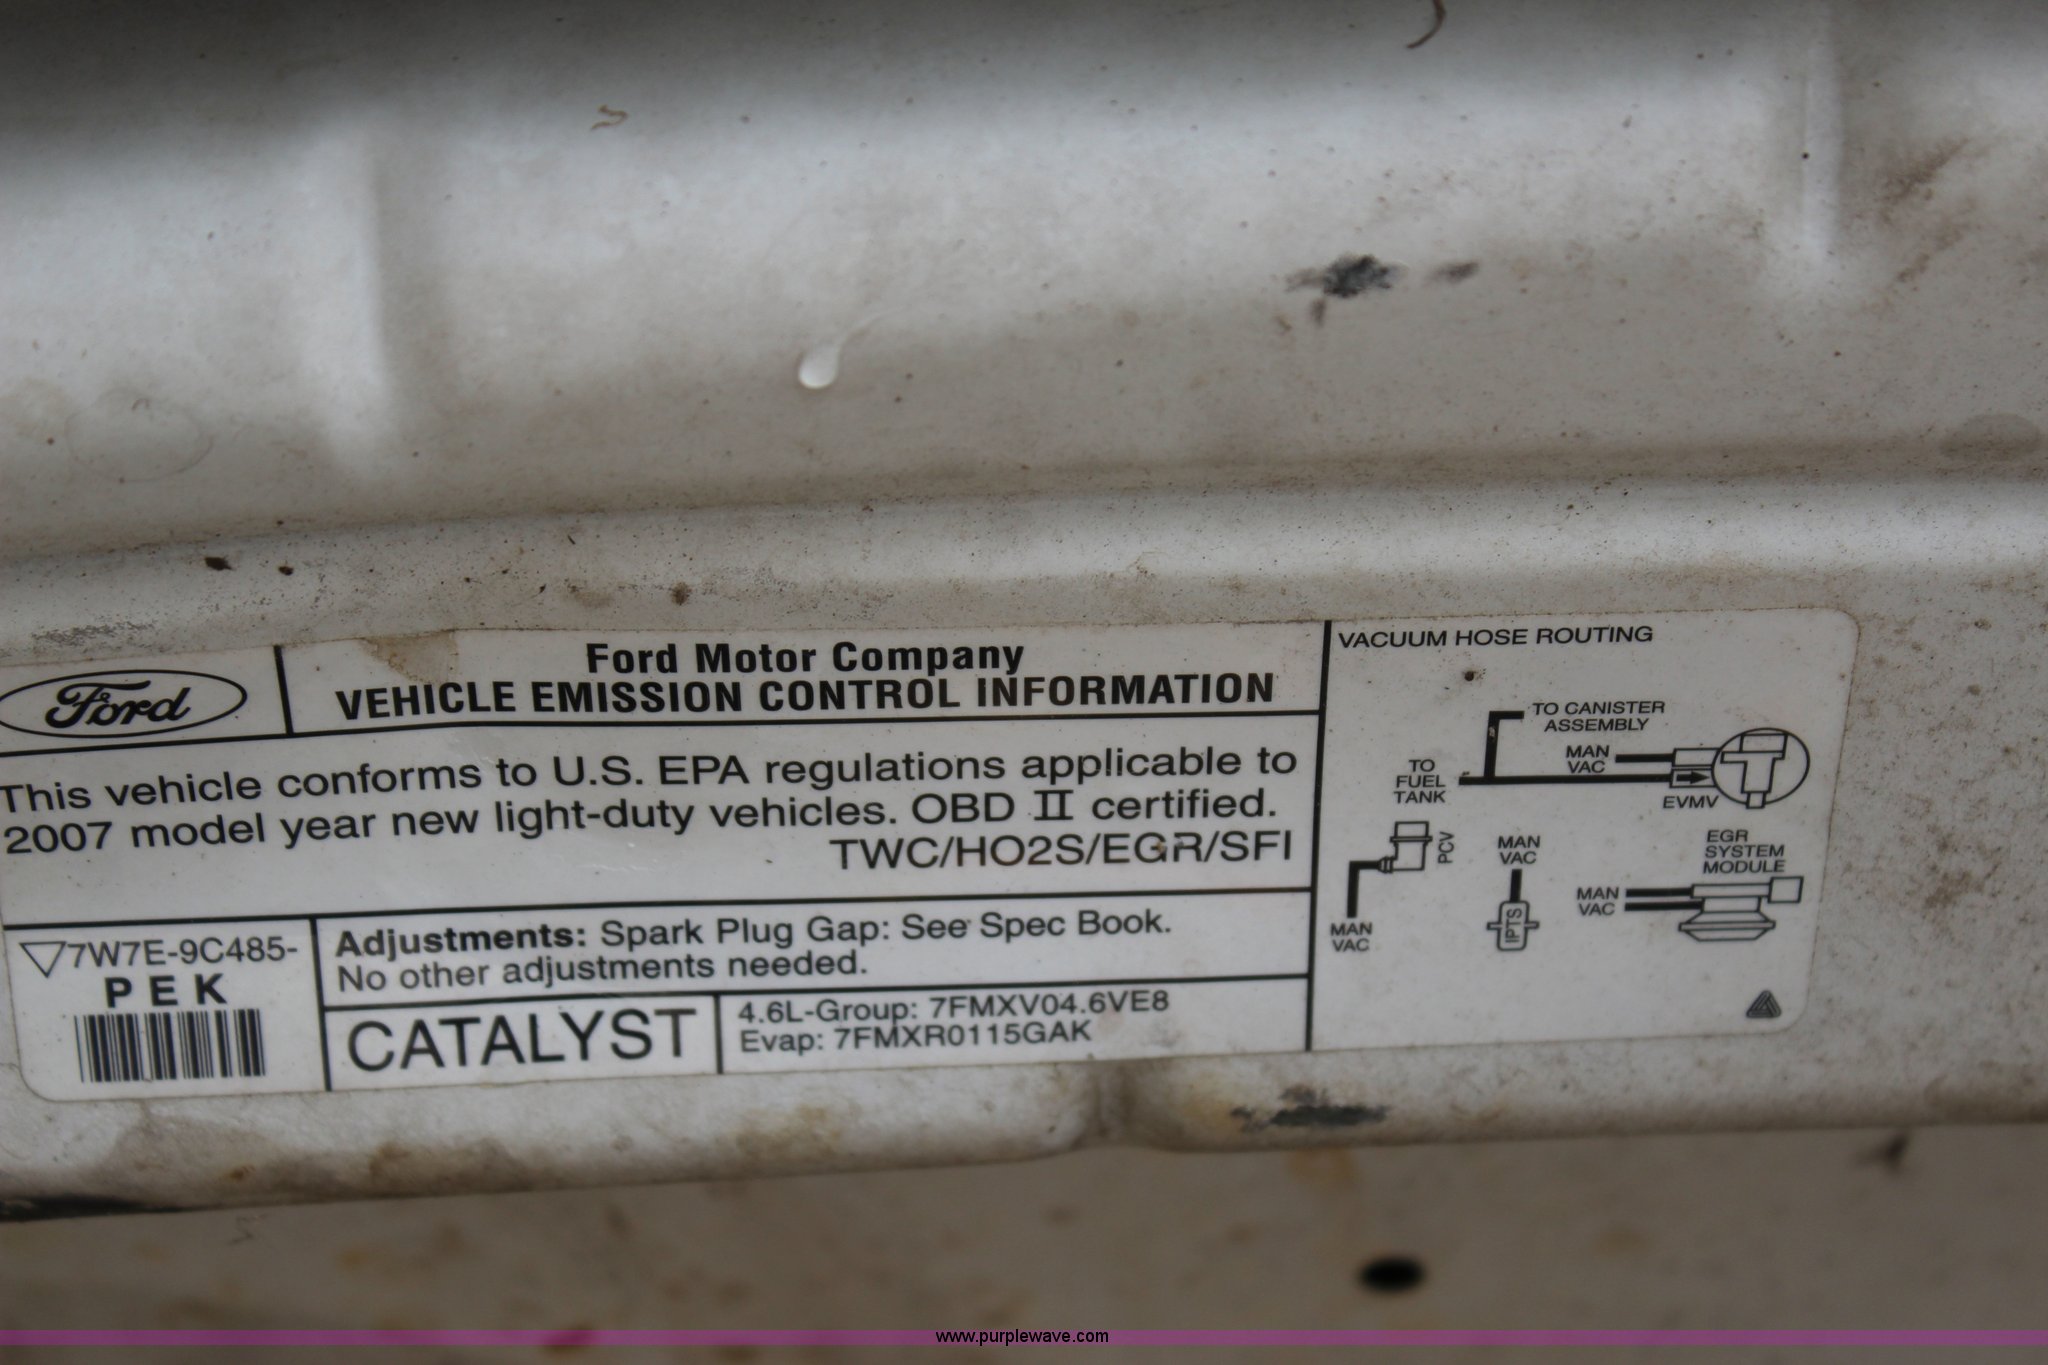 Ford
Ford Motor Company
VEHICLE EMISSION CONTROL INFORMATION
This vehicle conforms to U.S. EPA regulations applicable to
2007 model year new light-duty vehicles. OBD II certified.
TWC/HO2S/EGR/SFI
7W7E-9C485-
PEK
Adjustments: Spark Plug Gap: See Spec Book.
No other adjustments needed.
CATALYST
4.6L-Group: 7FMXV04.6VE8
Evap: 7FMXR0115GAK
VACUUM HOSE ROUTING
TO CANISTER
ASSEMBLY
MAN
VAC
TO
FUEL
TANK
EVMV
PCV
MAN
VAC
MAN
VAC
IPTS
EGR
SYSTEM
MODULE
MAN
VAC
www.purplewave.com